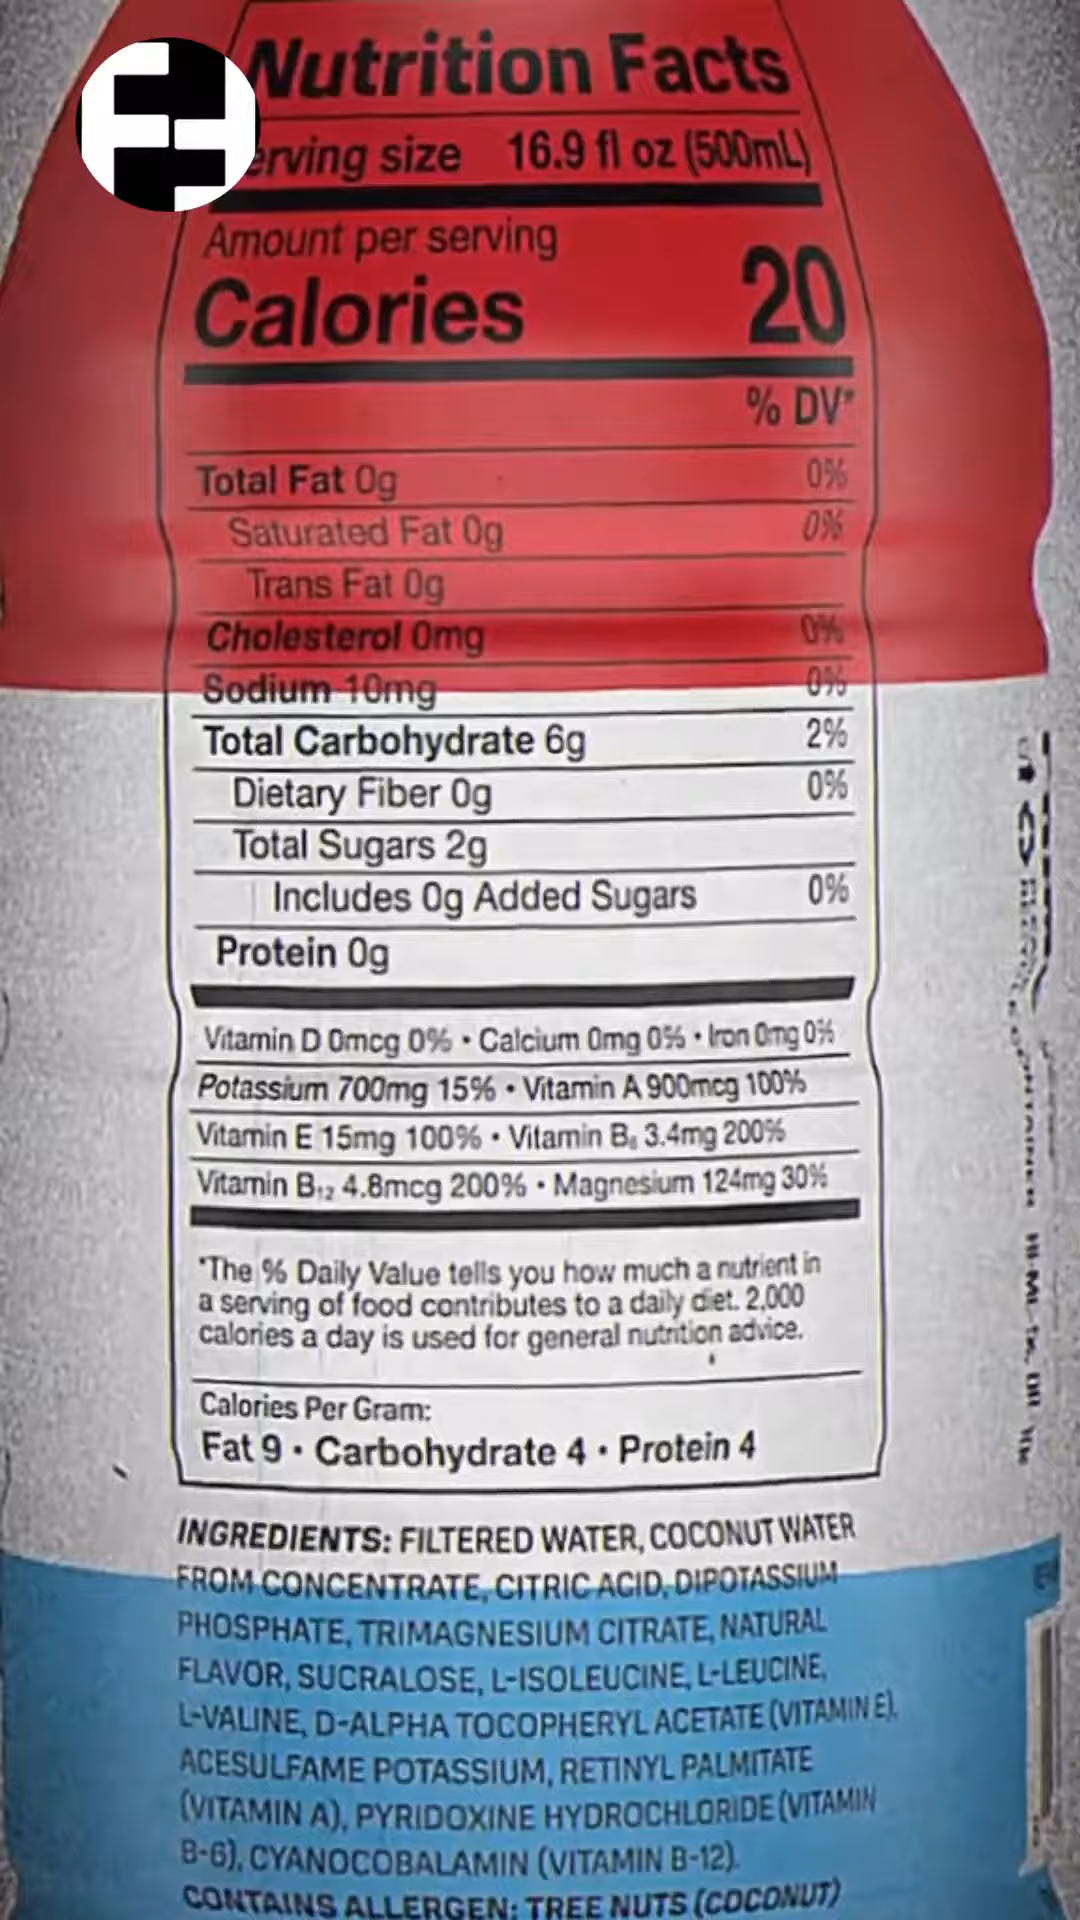 Nutrition Facts
erving size 16.9 fl oz (500mL)
Amount per serving
Calories 20
% DV*
Total Fat 0g 0%
Saturated Fat 0g 0%
Trans Fat 0g
Cholesterol 0mg 0%
Sodium 10mg 0%
Total Carbohydrate 6g 2%
Dietary Fiber 0g 0%
Total Sugars 2g
Includes 0g Added Sugars 0%
Protein 0g
Vitamin D 0mcg 0% • Calcium 0mg 0% • Iron 0mg 0%
Potassium 700mg 15% • Vitamin A 900mcg 100%
Vitamin E 15mg 100% • Vitamin B₆ 3.4mg 200%
Vitamin B₁₂ 4.8mcg 200% • Magnesium 124mg 30%
*The % Daily Value tells you how much a nutrient in
a serving of food contributes to a daily diet. 2,000
calories a day is used for general nutrition advice.
Calories Per Gram:
Fat 9 • Carbohydrate 4 • Protein 4
INGREDIENTS: FILTERED WATER, COCONUT WATER
FROM CONCENTRATE, CITRIC ACID, DIPOTASSIUM
PHOSPHATE, TRIMAGNESIUM CITRATE, NATURAL
FLAVOR, SUCRALOSE, L-ISOLEUCINE, L-LEUCINE,
L-VALINE, D-ALPHA TOCOPHERYL ACETATE (VITAMIN E),
ACESULFAME POTASSIUM, RETINYL PALMITATE
(VITAMIN A), PYRIDOXINE HYDROCHLORIDE (VITAMIN
B-6), CYANOCOBALAMIN (VITAMIN B-12).
CONTAINS ALLERGEN: TREE NUTS (COCONUT)